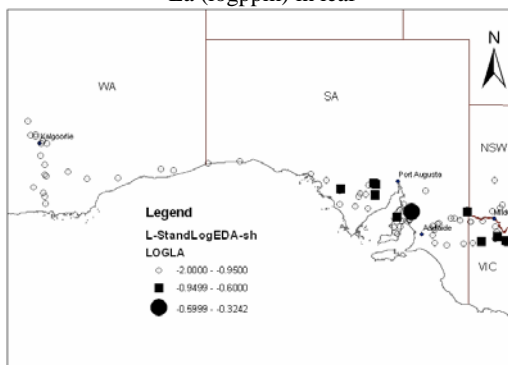 La (logppm) in leaf
N
WA
SA
Kalgoorlie
NSW
Port Augusta
Adelaide
VIC
Legend
L-StandLogEDA-sh
LOGLA
-2.0000 - -0.9500
-0.9499 - -0.6000
-0.5999 - -0.3242